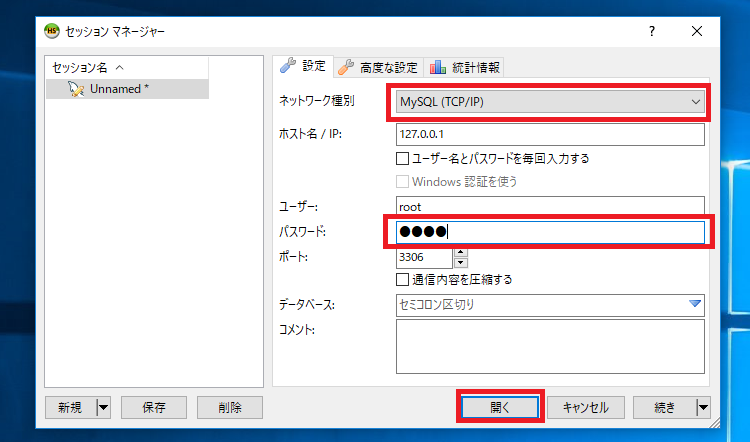 HS セッション マネージャー ?
セッション名
Unnamed *
設定 高度な設定 統計情報
ネットワーク種別 MySQL (TCP/IP)
ホスト名 / IP: 127.0.0.1
ユーザー名とパスワードを毎回入力する
Windows 認証を使う
ユーザー: root
パスワード: ●●●●
ポート: 3306
通信内容を圧縮する
データベース: セミコロン区切り
コメント:
新規 保存 削除 開く キャンセル 続き